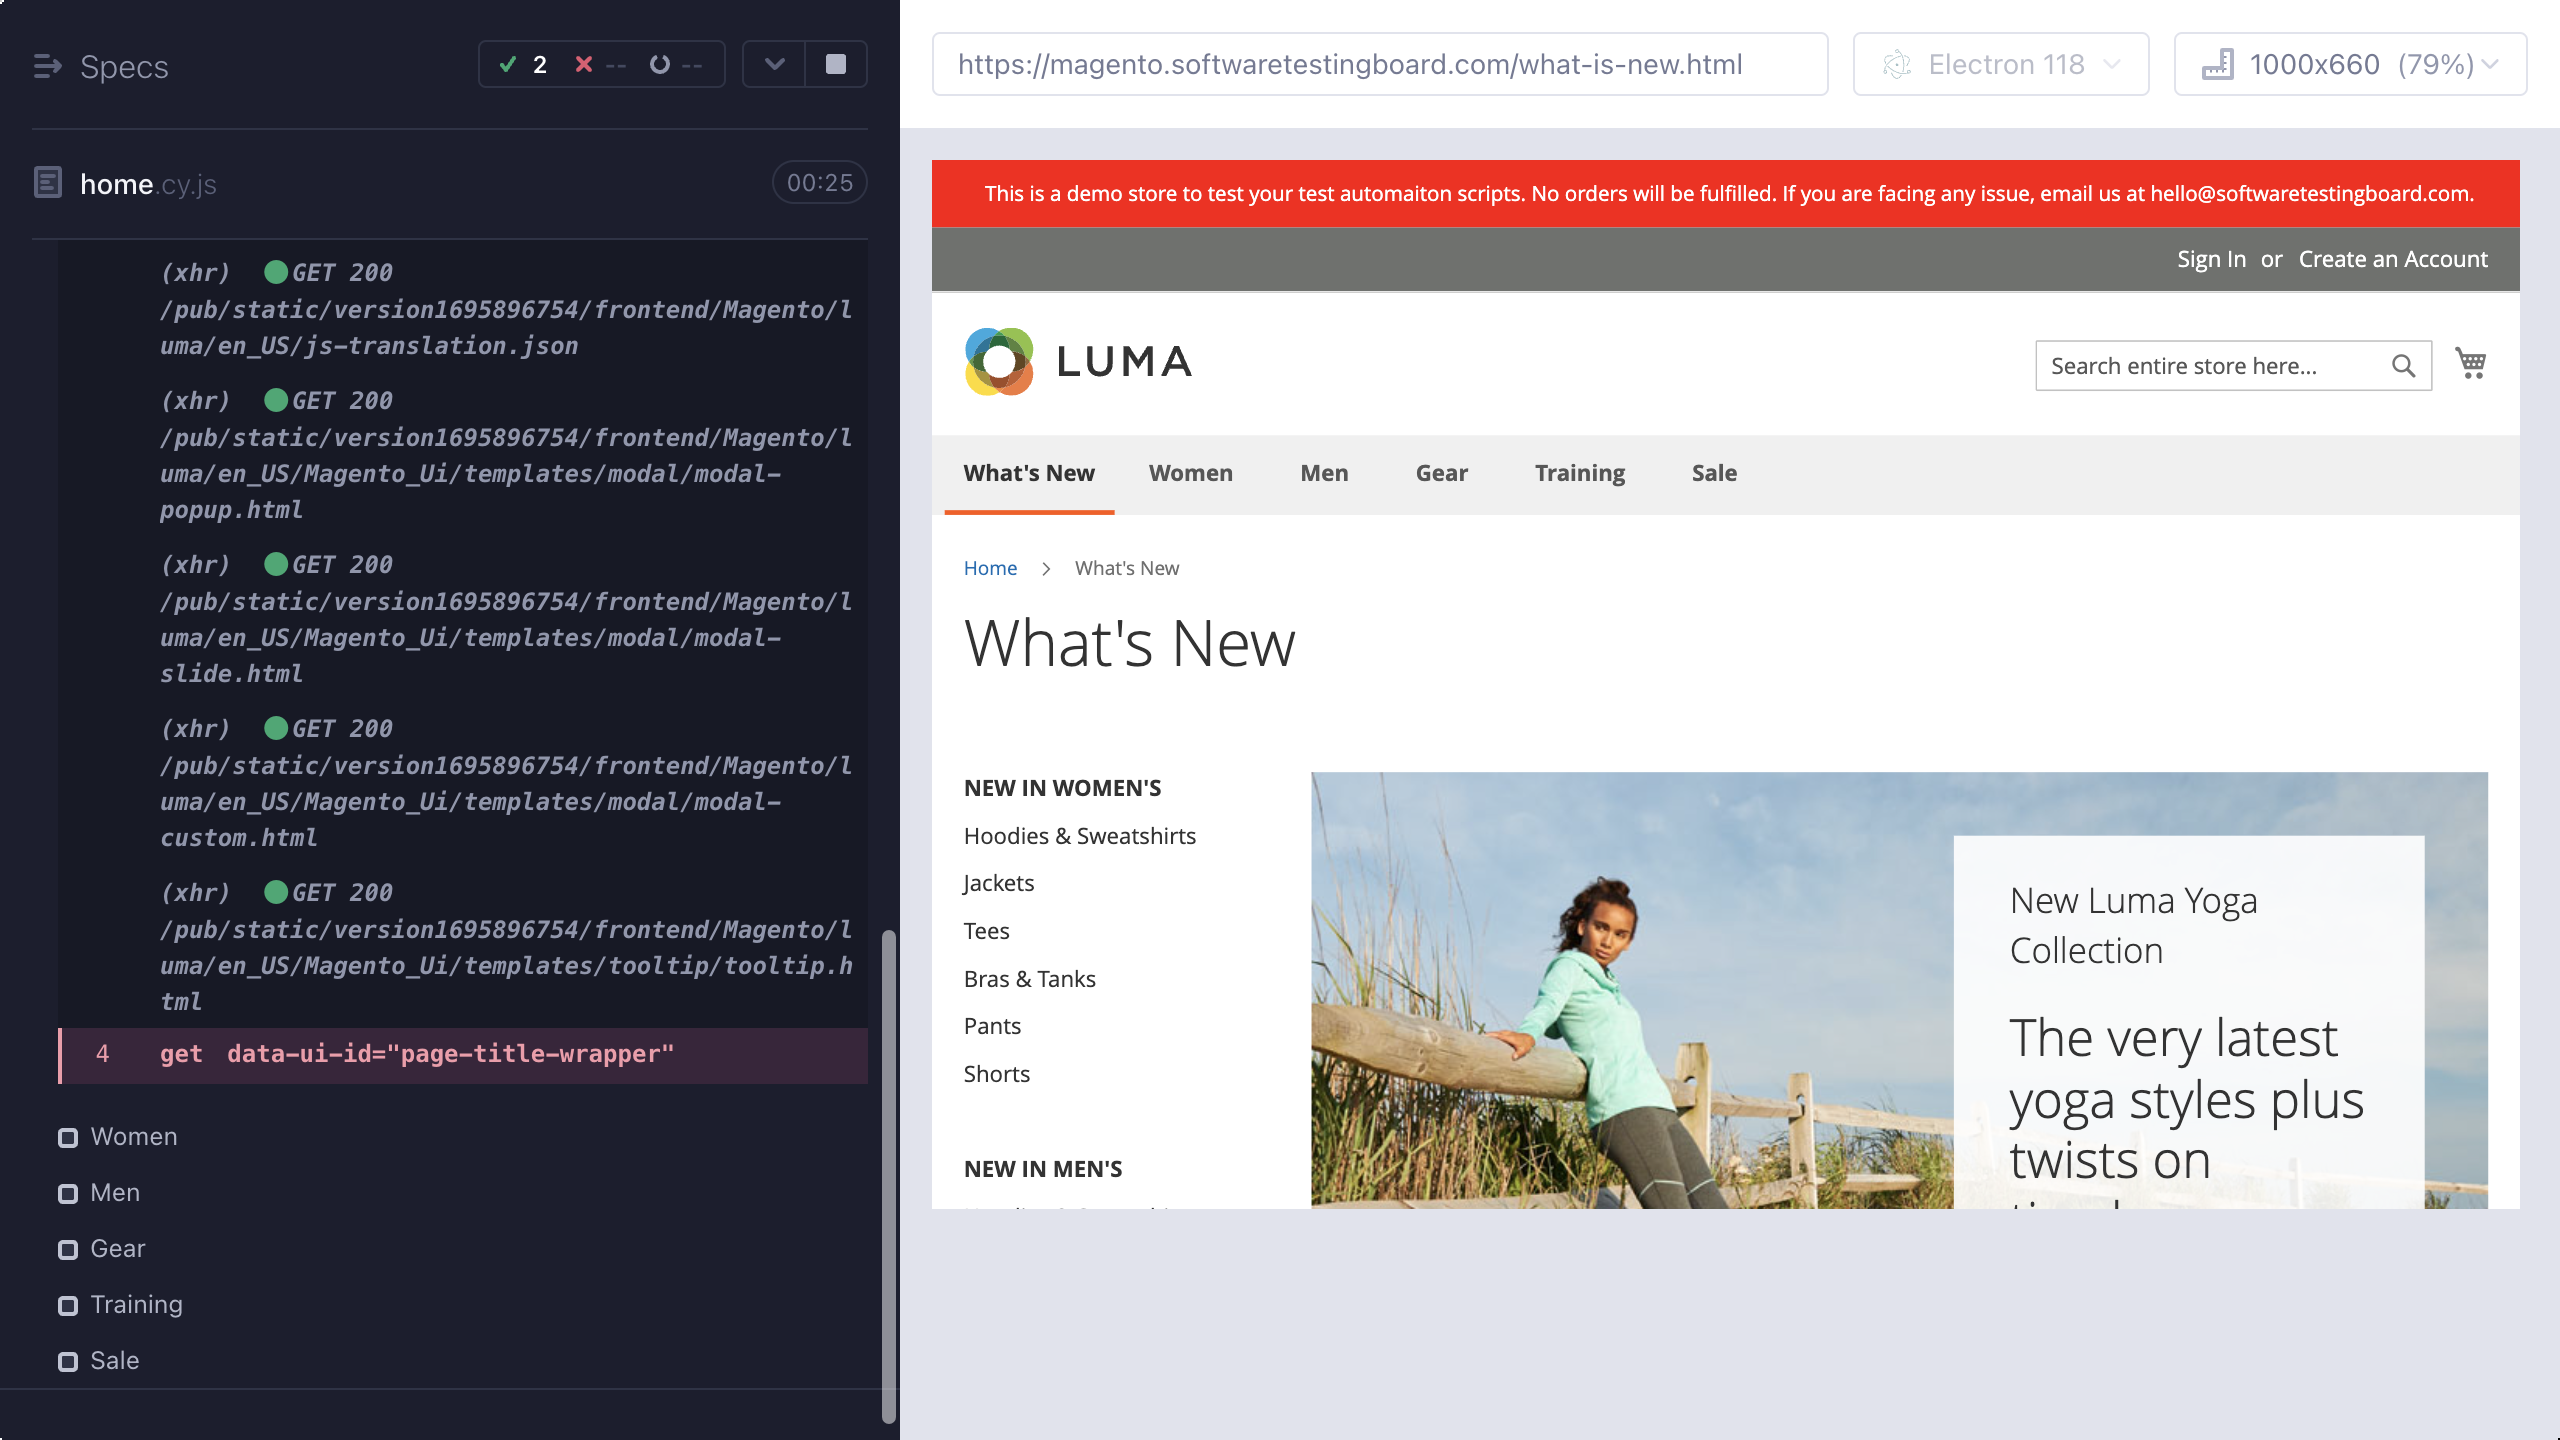 Specs
2 -- --
home.cy.js
00:25
(xhr) GET 200
/pub/static/version1695896754/frontend/Magento/l
uma/en_US/js-translation.json
(xhr) GET 200
/pub/static/version1695896754/frontend/Magento/l
uma/en_US/Magento_Ui/templates/modal/modal-
popup.html
(xhr) GET 200
/pub/static/version1695896754/frontend/Magento/l
uma/en_US/Magento_Ui/templates/modal/modal-
slide.html
(xhr) GET 200
/pub/static/version1695896754/frontend/Magento/l
uma/en_US/Magento_Ui/templates/modal/modal-
custom.html
(xhr) GET 200
/pub/static/version1695896754/frontend/Magento/l
uma/en_US/Magento_Ui/templates/tooltip/tooltip.h
tml
4 get data-ui-id="page-title-wrapper"
Women
Men
Gear
Training
Sale
https://magento.softwaretestingboard.com/what-is-new.html
Electron 118
1000x660 (79%)
This is a demo store to test your test automaiton scripts. No orders will be fulfilled. If you are facing any issue, email us at hello@softwaretestingboard.com.
Sign In or Create an Account
LUMA
Search entire store here...
What's New Women Men Gear Training Sale
Home > What's New
What's New
NEW IN WOMEN'S
Hoodies & Sweatshirts
Jackets
Tees
Bras & Tanks
Pants
Shorts
NEW IN MEN'S
New Luma Yoga
Collection
The very latest
yoga styles plus
twists on